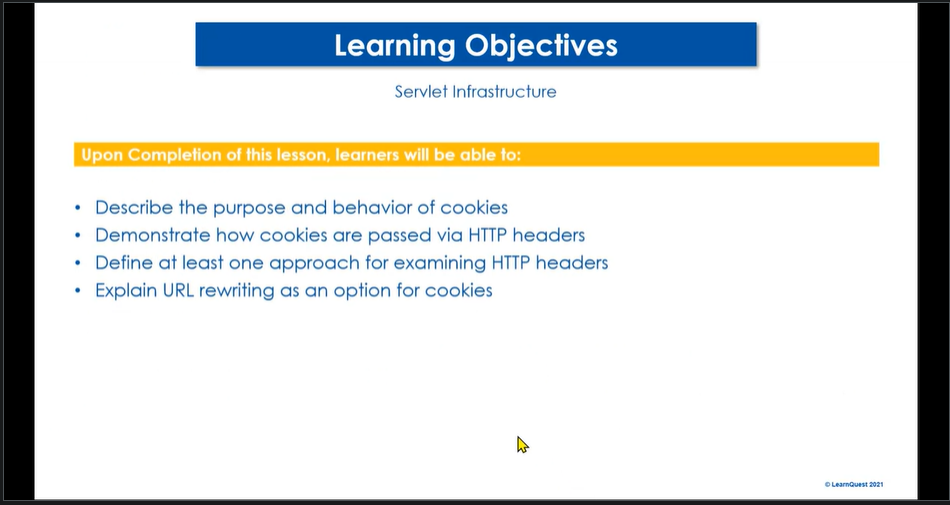 Learning Objectives
Servlet Infrastructure
Upon Completion of this lesson, learners will be able to:
• Describe the purpose and behavior of cookies
• Demonstrate how cookies are passed via HTTP headers
• Define at least one approach for examining HTTP headers
• Explain URL rewriting as an option for cookies
© LearnQuest 2021